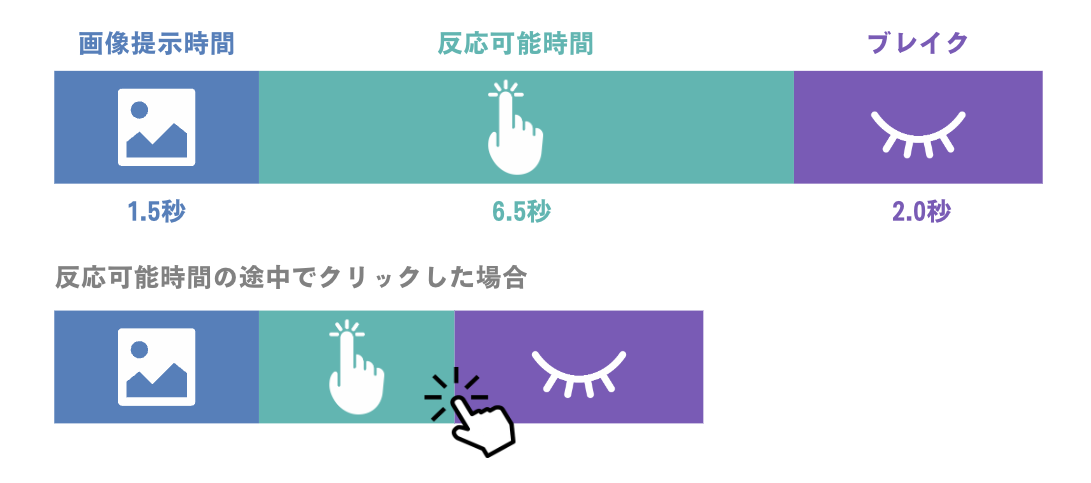 画像提示時間
反応可能時間
ブレイク
1.5秒
6.5秒
2.0秒
反応可能時間の途中でクリックした場合